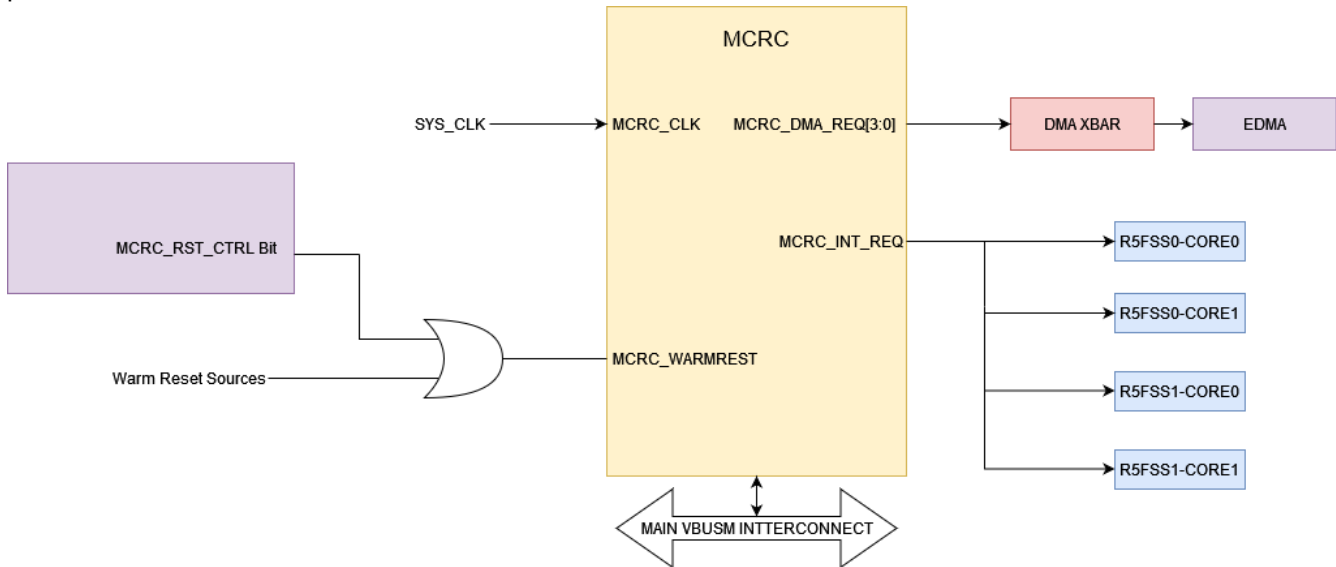 MCRC
SYS_CLK
MCRC_CLK
MCRC_DMA_REQ[3:0]
DMA XBAR
EDMA
MCRC_RST_CTRL Bit
MCRC_INT_REQ
R5FSS0-CORE0
R5FSS0-CORE1
Warm Reset Sources
MCRC_WARMREST
R5FSS1-CORE0
R5FSS1-CORE1
MAIN VBUSM INTTERCONNECT